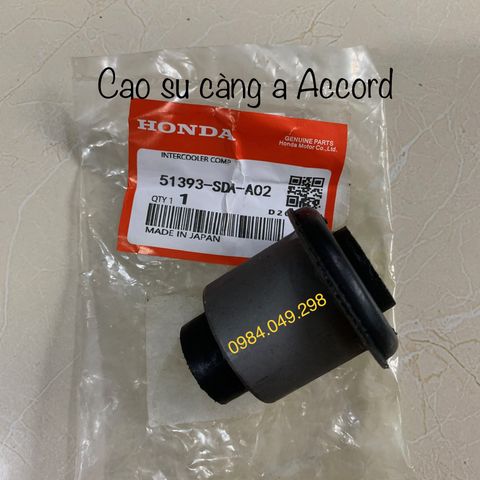 Cao su càng a Accord
HONDA
GENUINE PARTS
Honda Motor Co.,Ltd.
INTERCOOLER COMP
51393-SDA-A02
QTY 1 1
D2
MADE IN JAPAN
0984.049.298